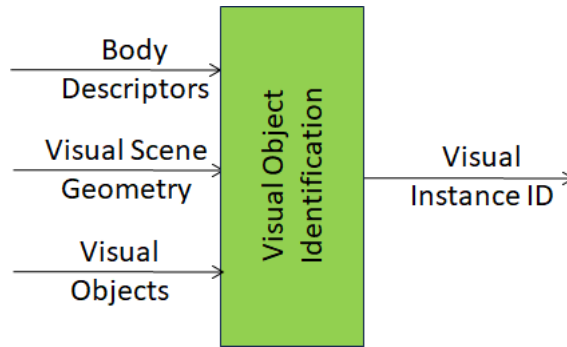 Body
Descriptors
Visual Scene
Geometry
Visual
Objects
Visual Object
Identification
Visual
Instance ID